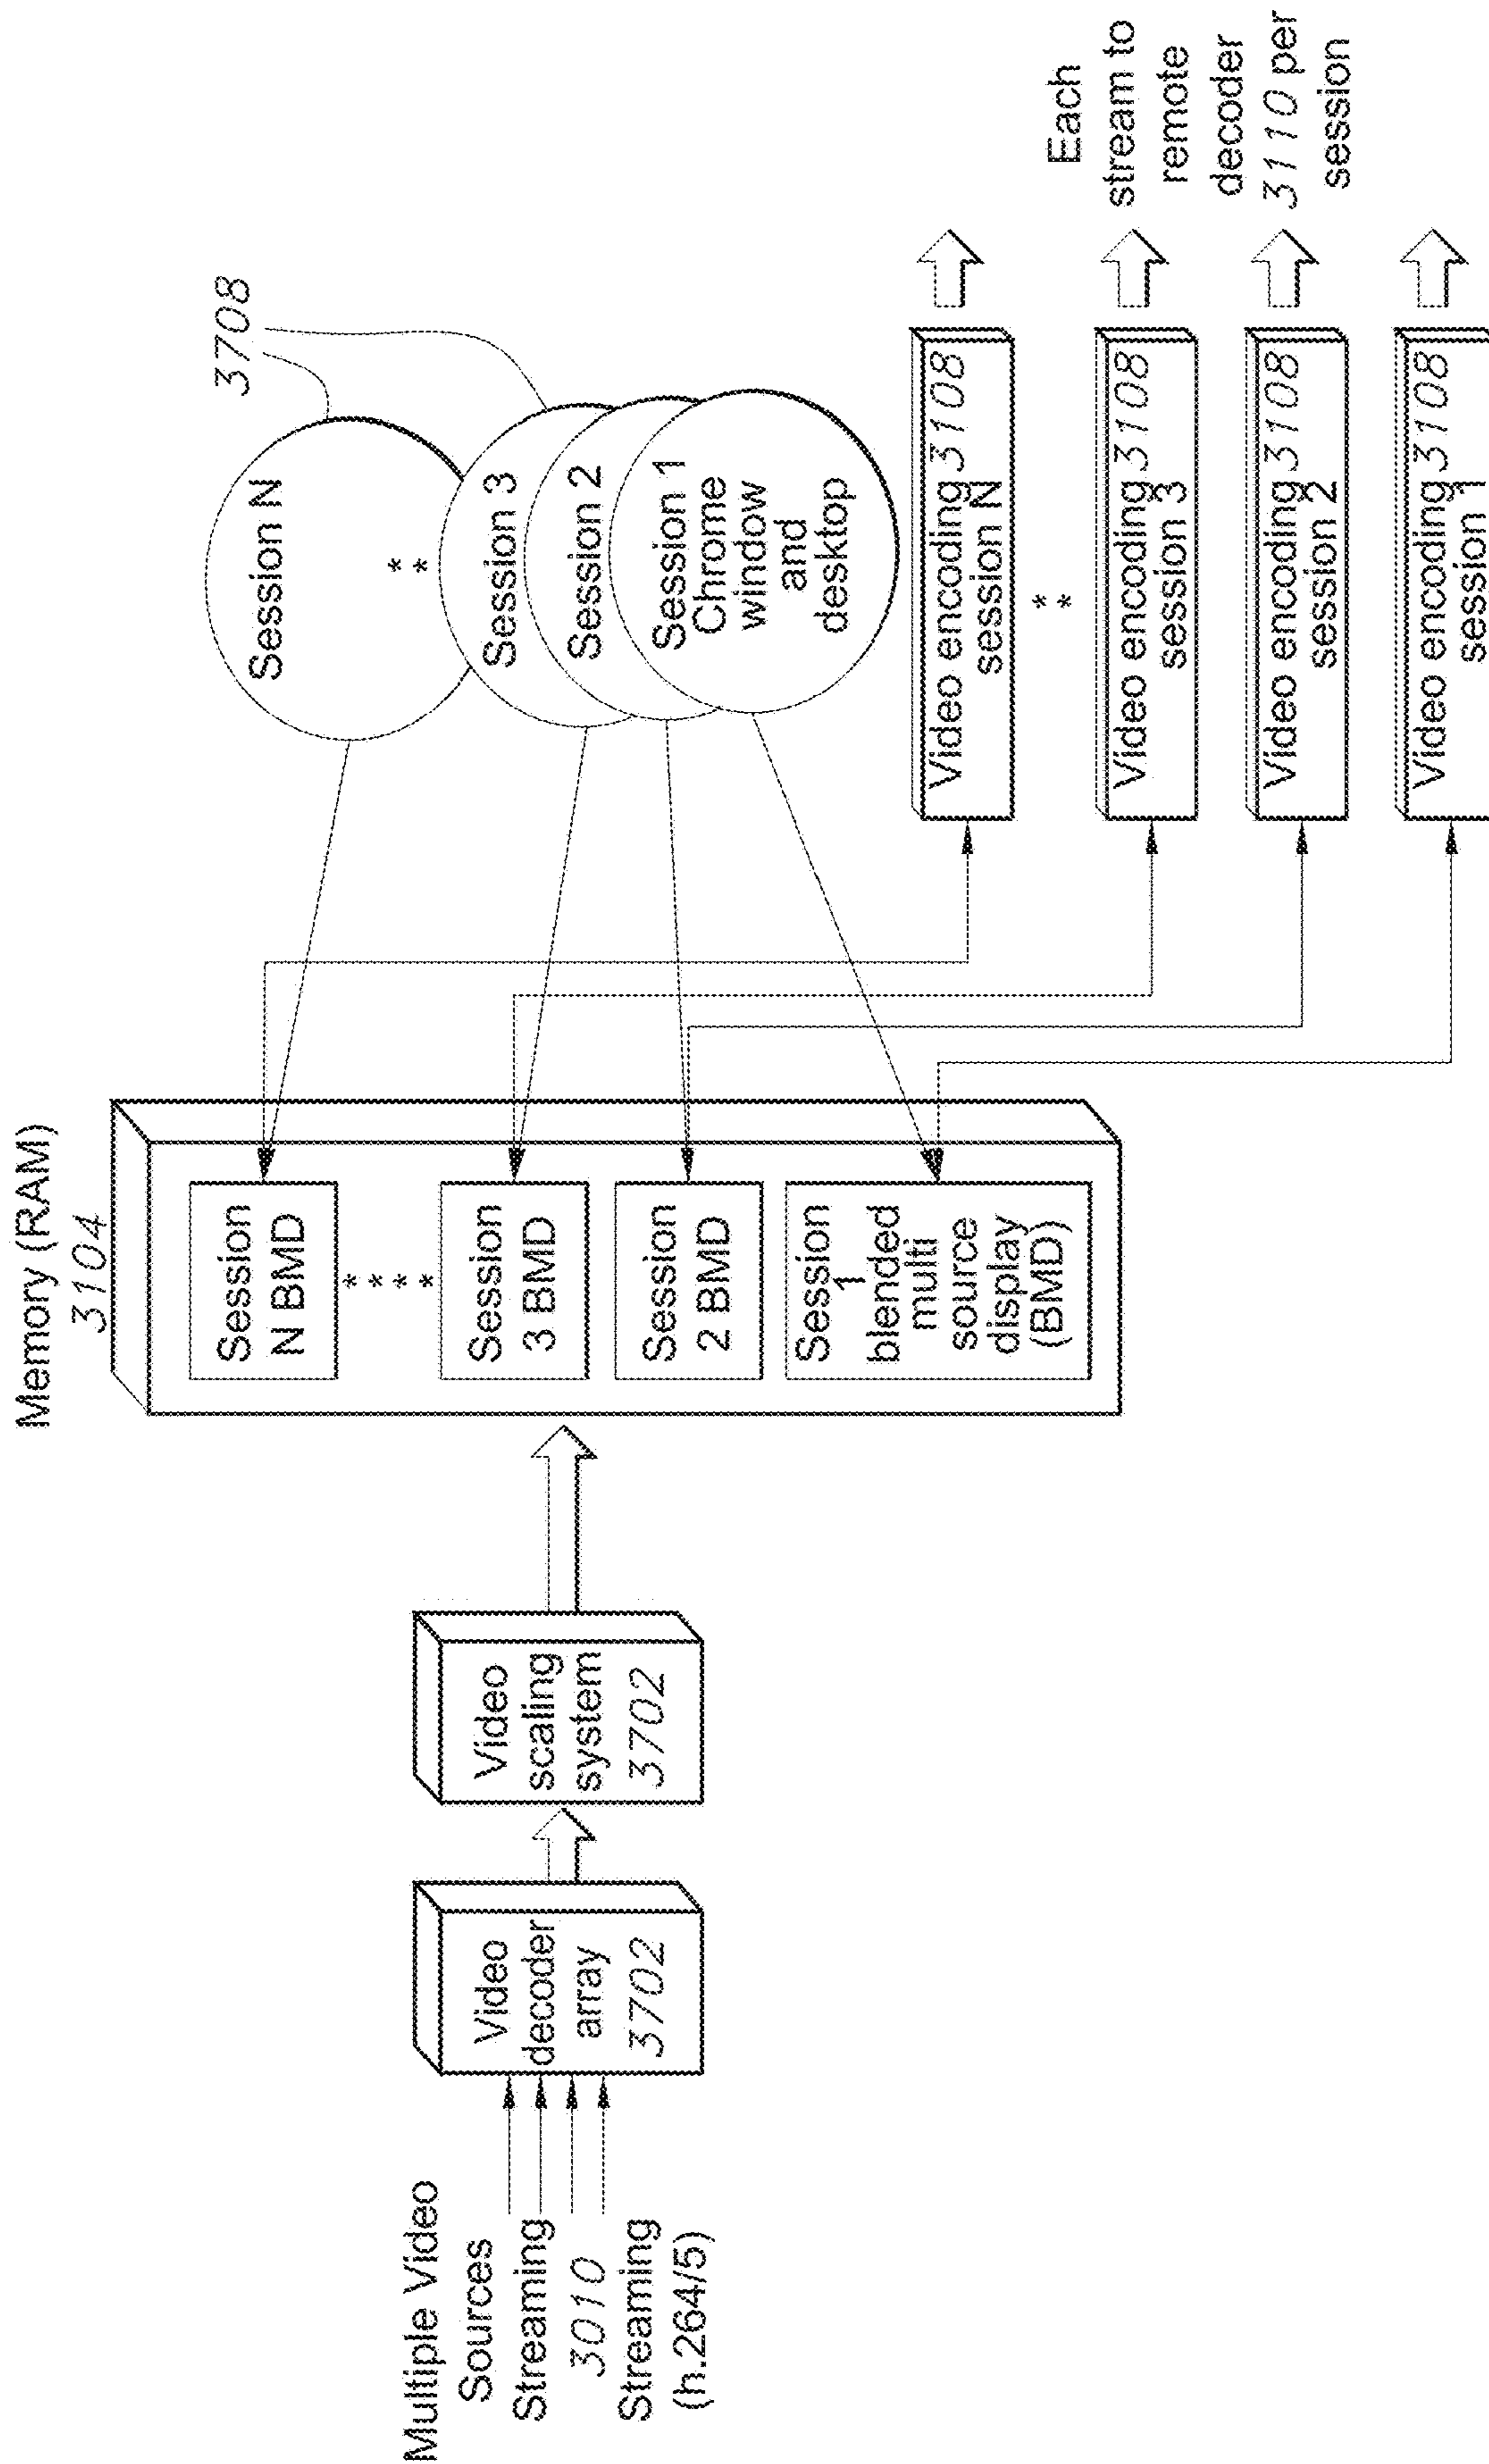 Multiple Video
Sources
Streaming
3010
Streaming
(h.264/5)
Video
decoder
array
3702
Video
scaling
system
3702
Memory (RAM)
3104
Session
N BMD
* * * *
Session
3 BMD
Session
2 BMD
Session
1
blended
multi
source
display
(BMD)
3708
Session N
* *
Session 3
Session 2
Session 1
Chrome
window
and
desktop
Video encoding 3108
session N
* *
Video encoding 3108
session 3
Video encoding 3108
session 2
Video encoding 3108
session 1
Each
stream to
remote
decoder
3110 per
session